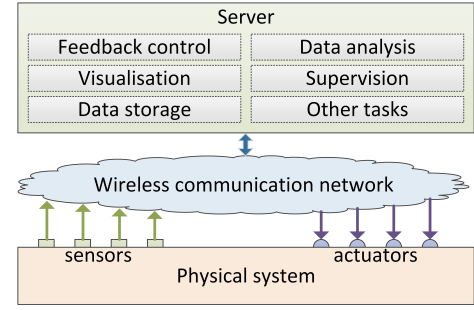 Server
Feedback control Data analysis
Visualisation Supervision
Data storage Other tasks
Wireless communication network
sensors actuators
Physical system